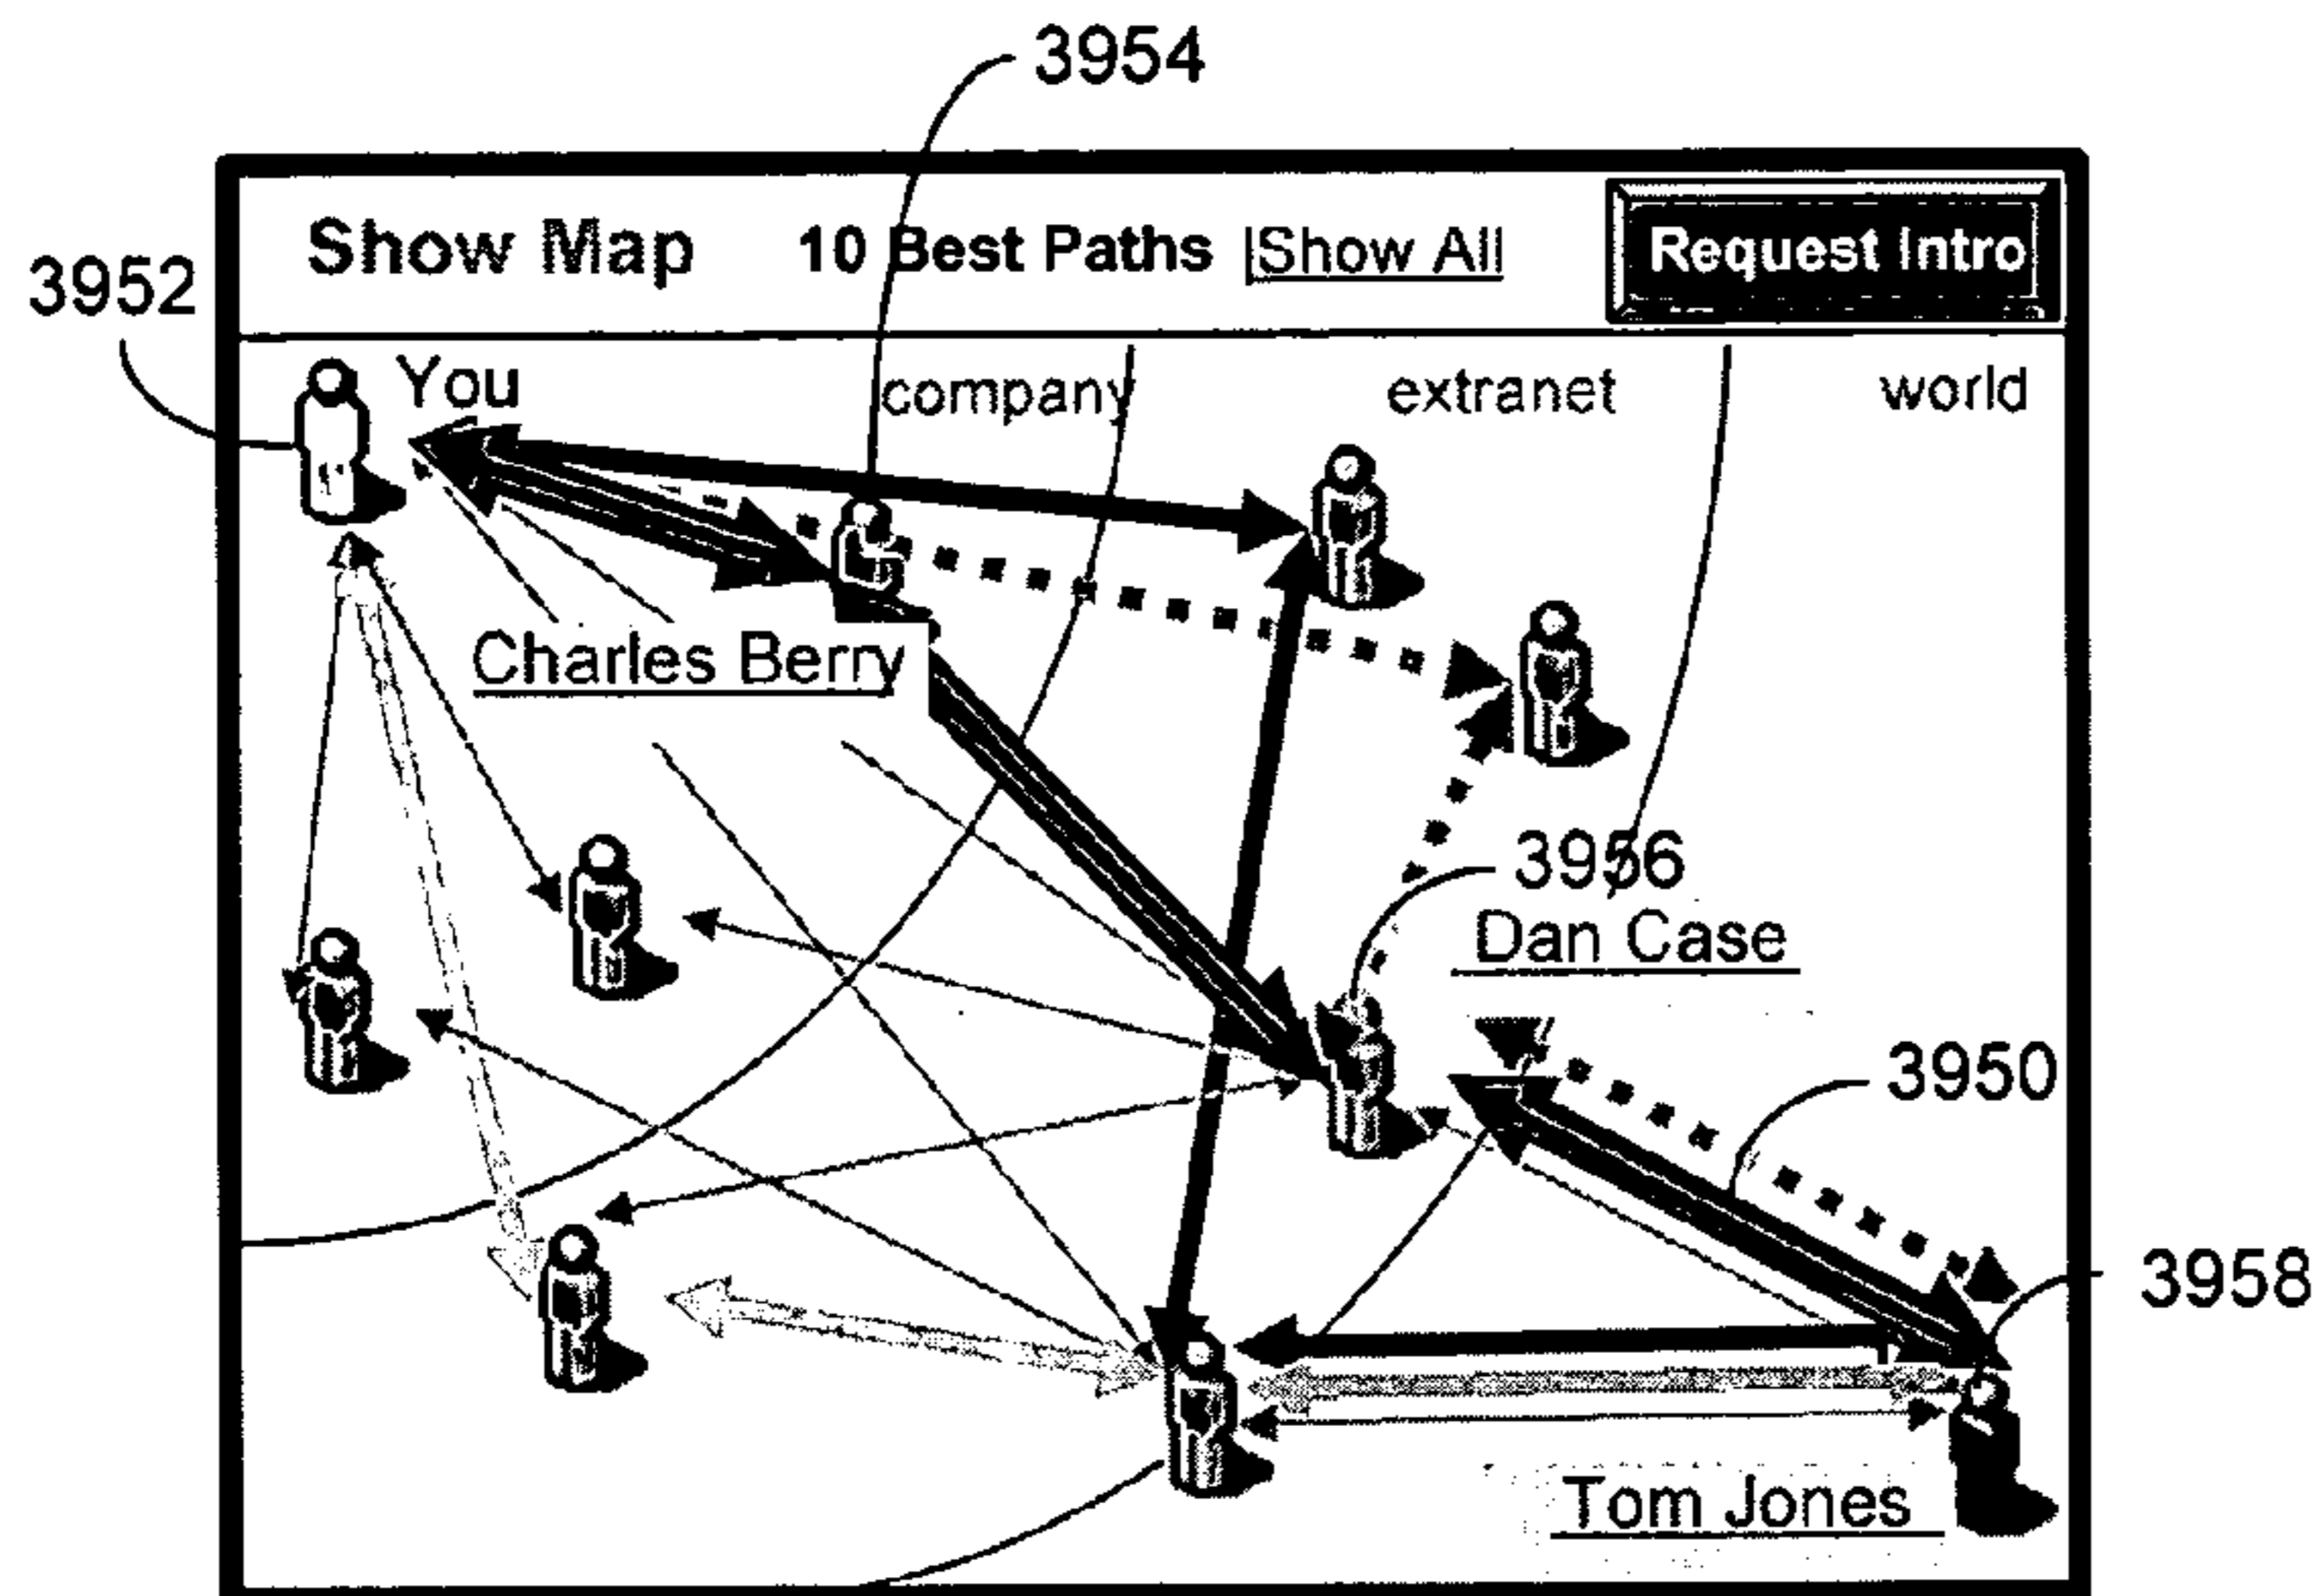 3954
Show Map 10 Best Paths |Show All Request Intro
3952
You company extranet world
Charles Berry
3956
Dan Case
3950
3958
Tom Jones